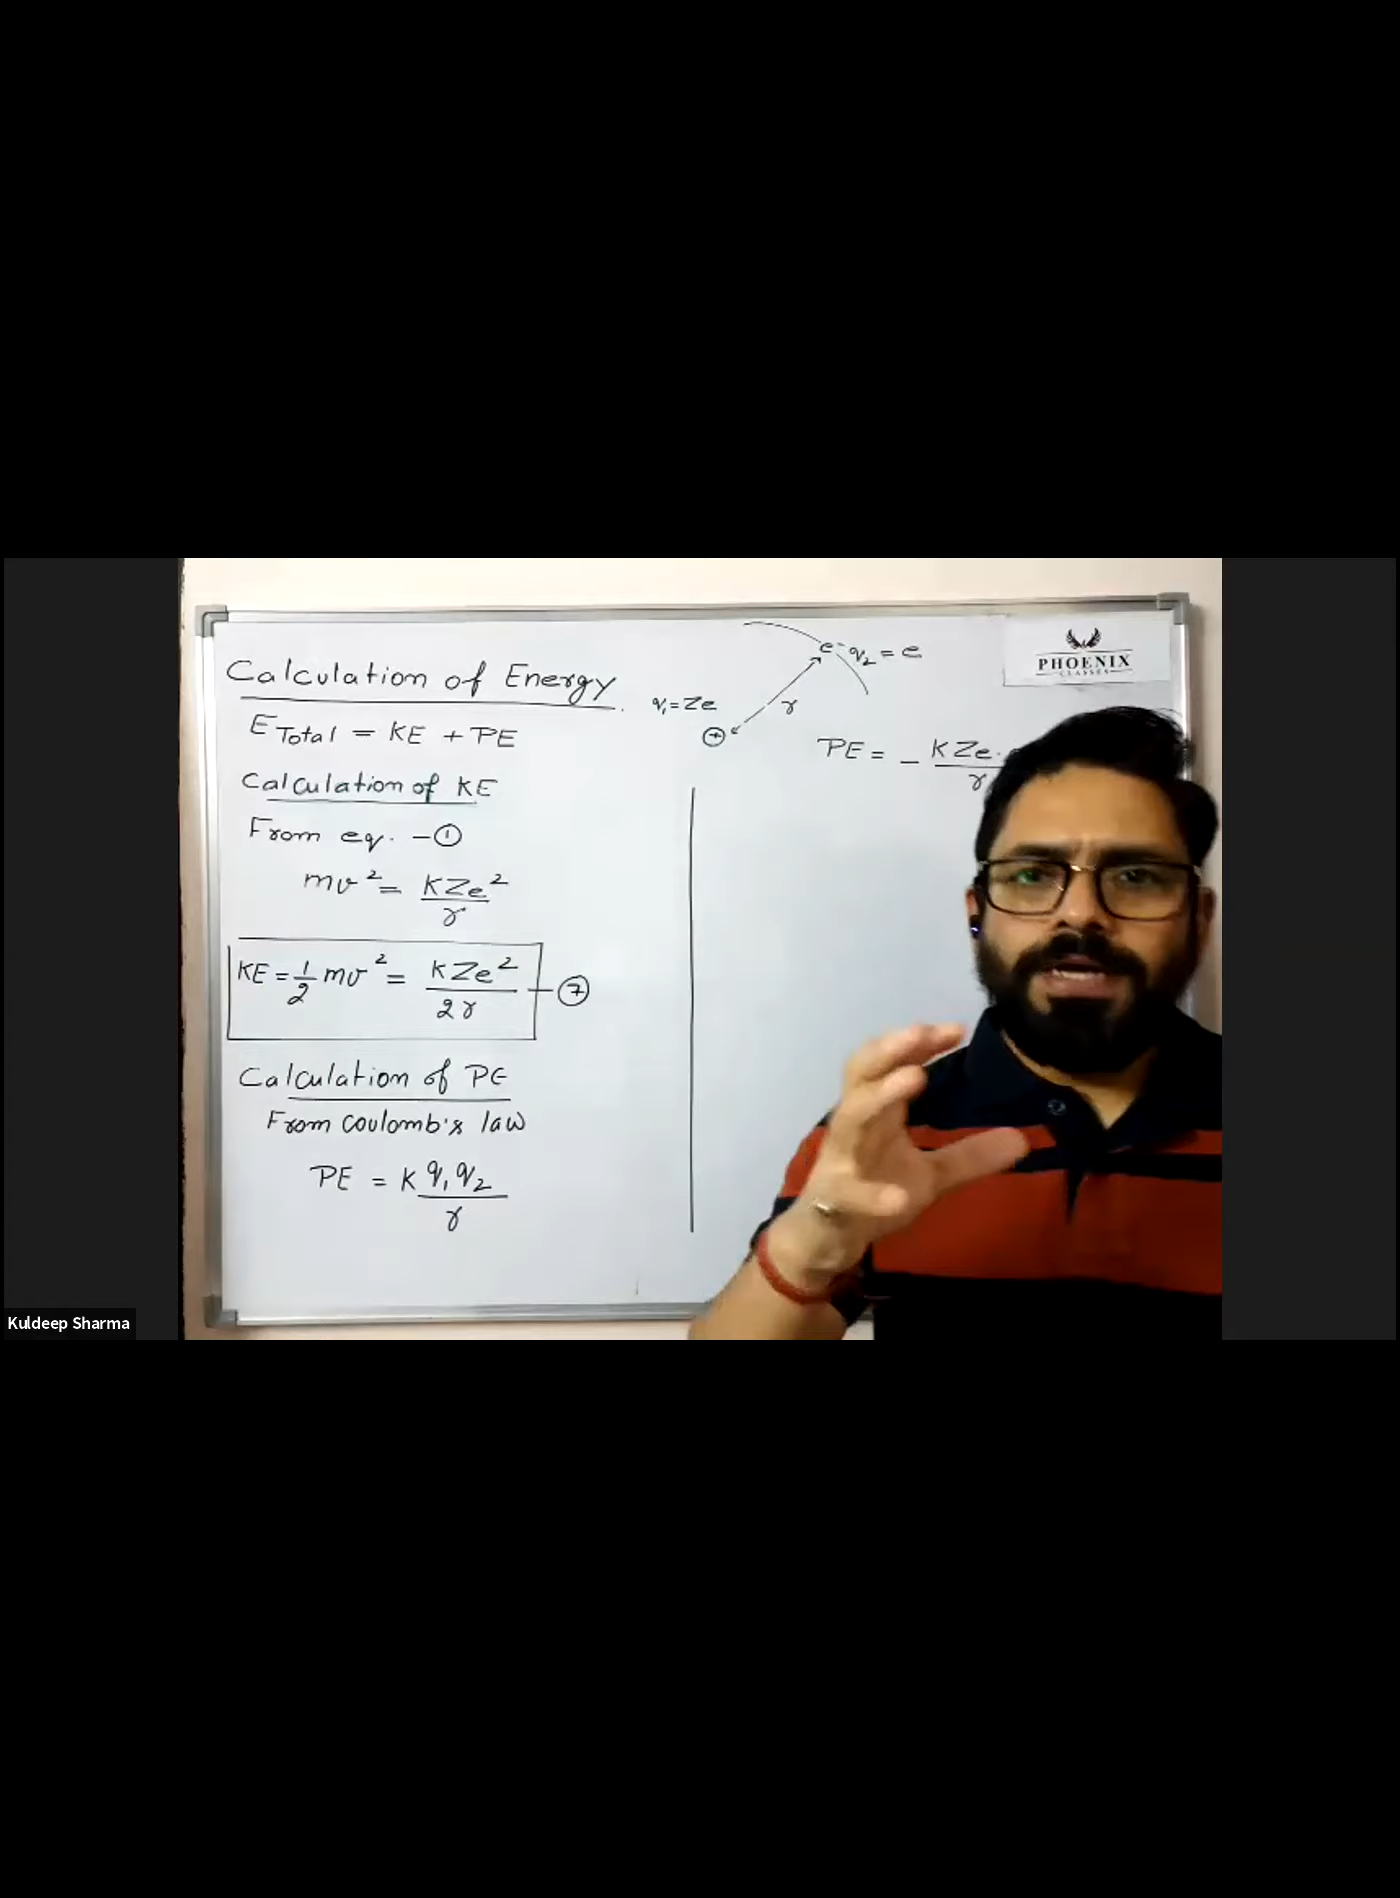 Calculation of Energy
E Total = KE + PE
Calculation of KE
From eq. - ①
mv² = KZe²/r
KE = 1/2 mv² = KZe²/2r - ⑦
Calculation of PE
From Coulomb's law
PE = K q₁q₂/r
e⁻ q₂ = e
q₁ = Ze
r
+
PE = - KZe./r
PHOENIX
CLASSES
Kuldeep Sharma